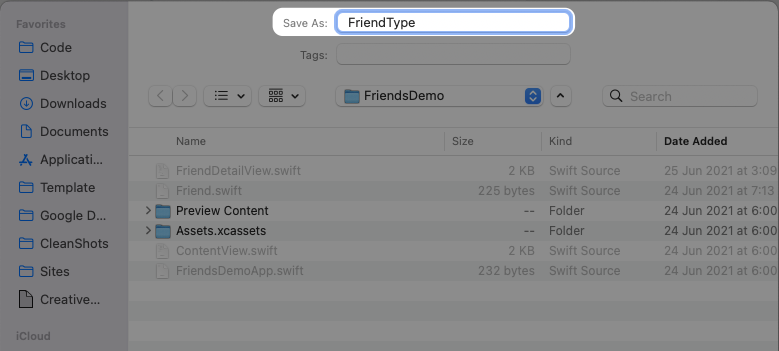 Save As: FriendType
Tags:
Favorites
Code
Desktop
Downloads
Documents
Applicati...
Template
Google D...
CleanShots
Sites
Creative...
iCloud
FriendsDemo
Search
Name Size Kind Date Added
FriendDetailView.swift 2 KB Swift Source 25 Jun 2021 at 3:09
Friend.swift 225 bytes Swift Source 24 Jun 2021 at 7:13
Preview Content -- Folder 24 Jun 2021 at 6:00
Assets.xcassets -- Folder 24 Jun 2021 at 6:00
ContentView.swift 2 KB Swift Source 24 Jun 2021 at 6:00
FriendsDemoApp.swift 232 bytes Swift Source 24 Jun 2021 at 6:00